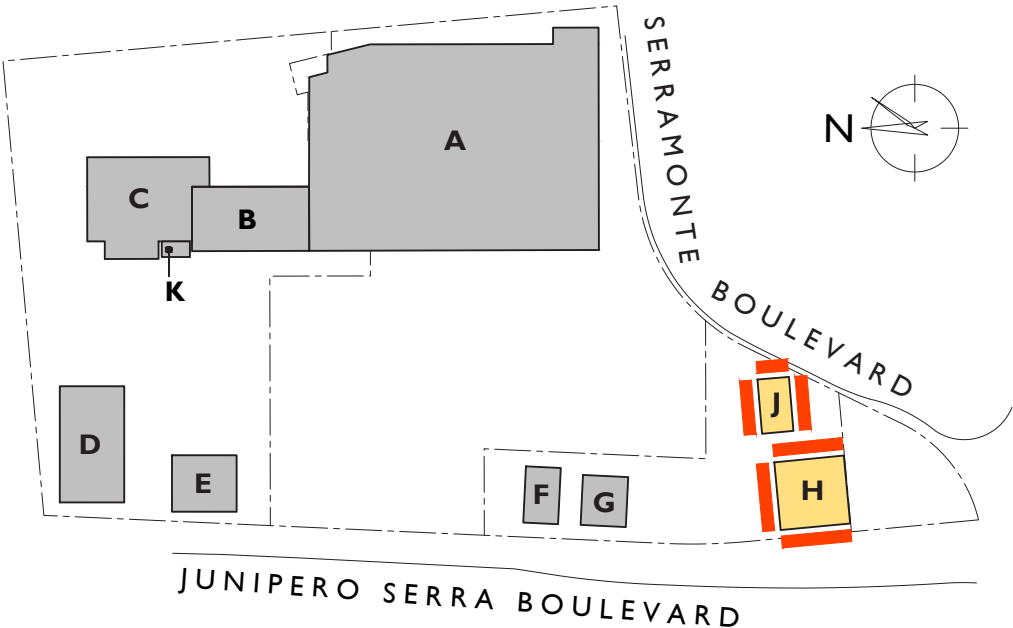 SERRAMONTE BOULEVARD
A
N
C
B
K
J
D
E
F
G
H
JUNIPERO SERRA BOULEVARD